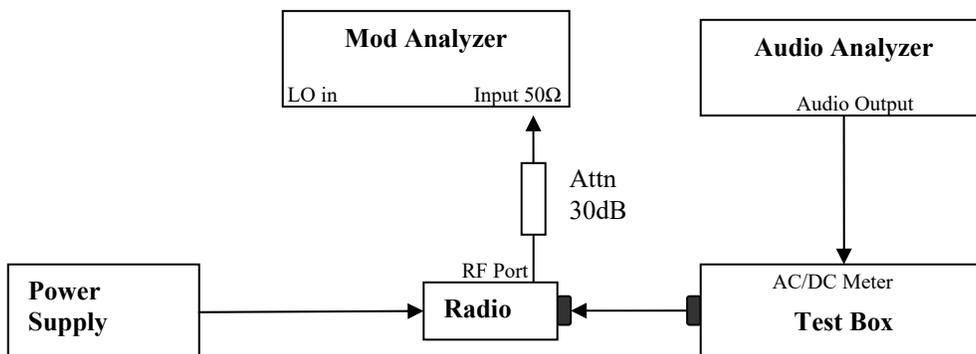 Mod Analyzer
LO in
Input 50Ω
Audio Analyzer
Audio Output
Attn
30dB
RF Port
Power
Supply
Radio
AC/DC Meter
Test Box